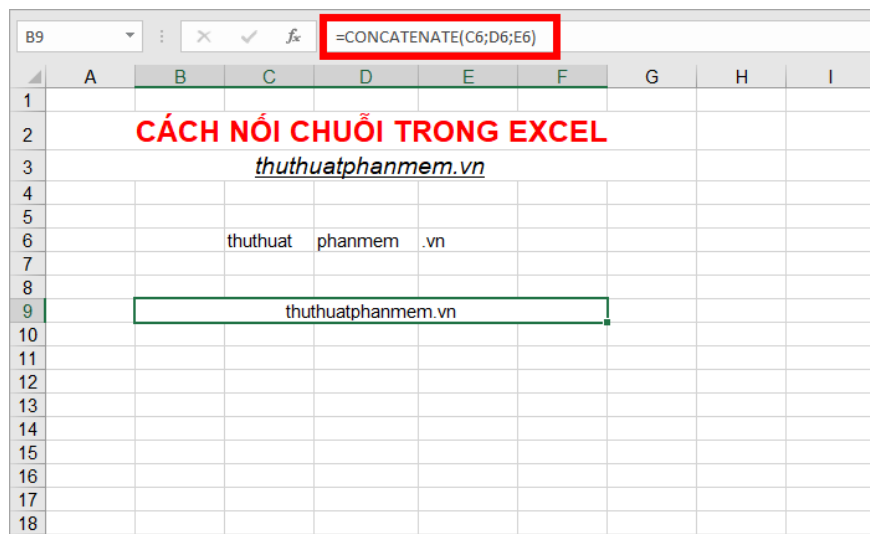 B9 fx =CONCATENATE(C6;D6;E6)
A B C D E F G H I
1
2 CÁCH NỐI CHUỖI TRONG EXCEL
3 thuthuatphanmem.vn
4
5
6 thuthuat phanmem .vn
7
8
9 thuthuatphanmem.vn
10
11
12
13
14
15
16
17
18